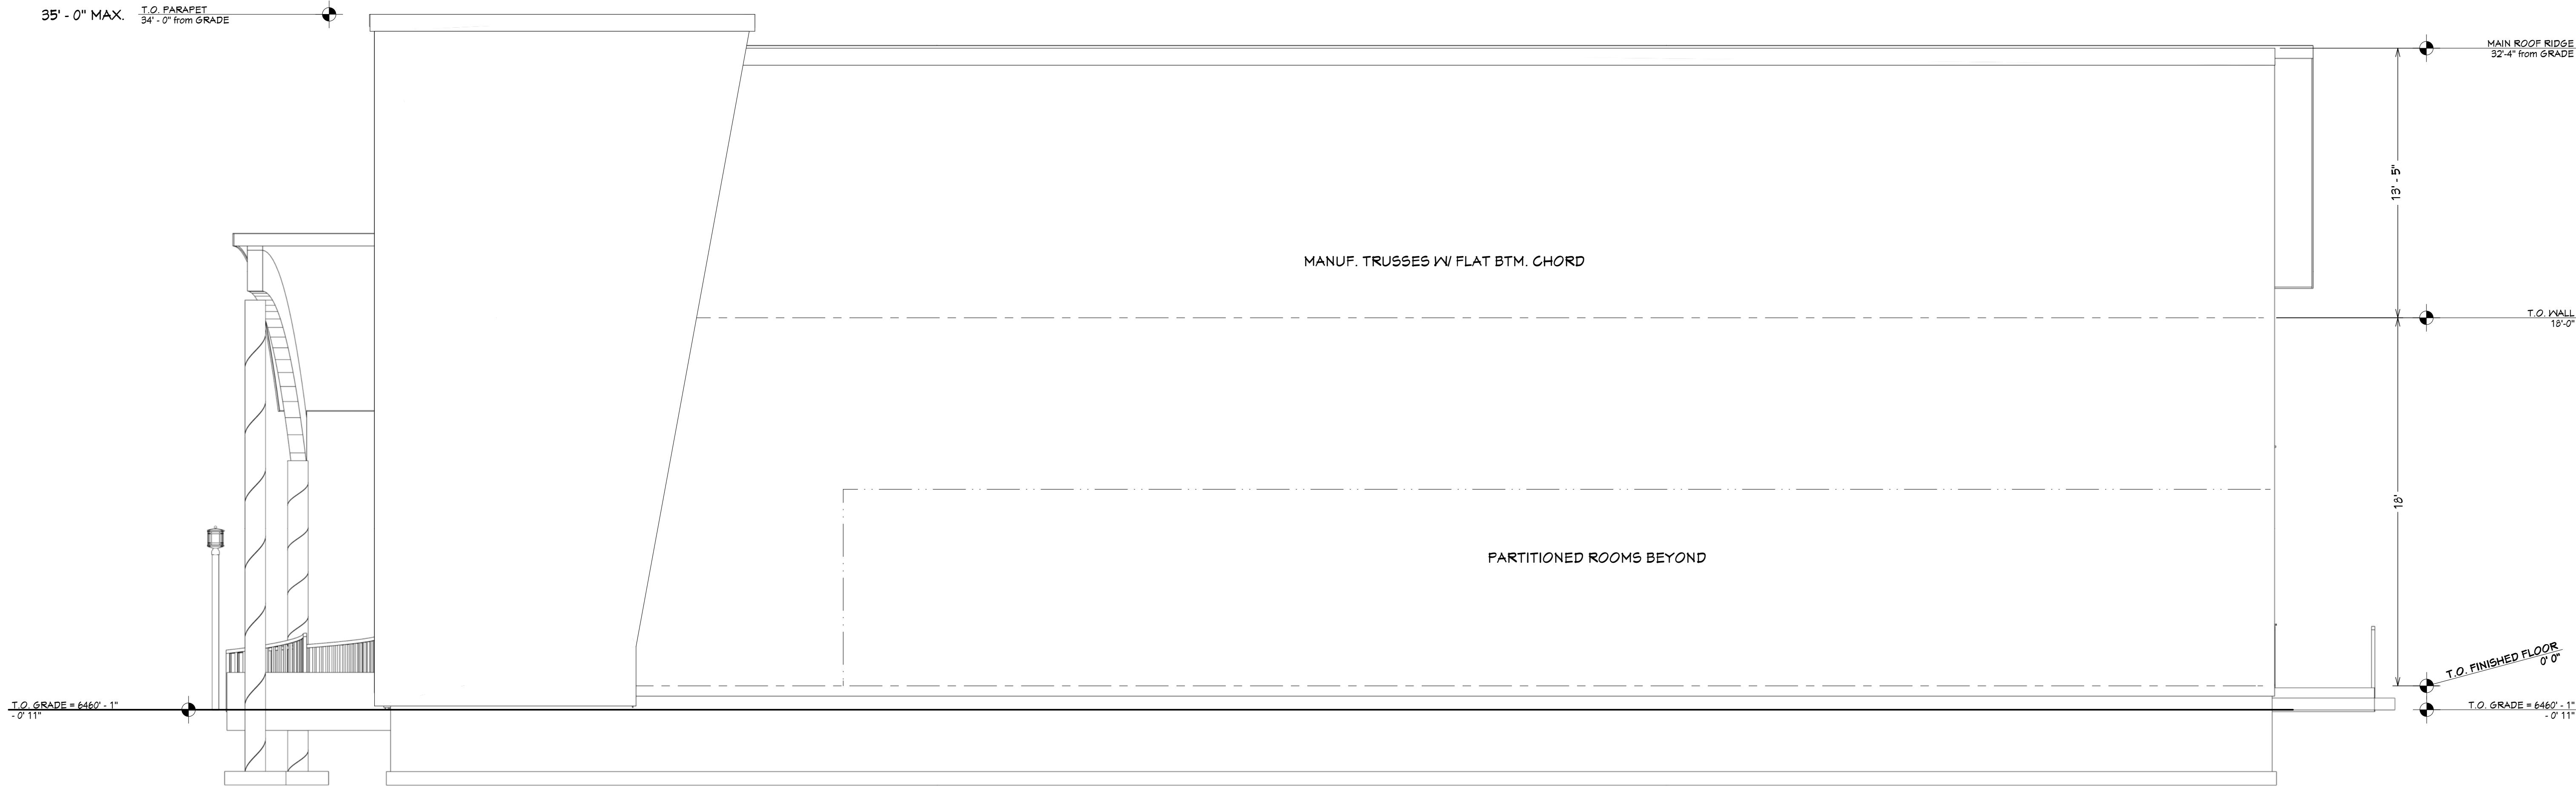 35' - 0" MAX.
T.O. PARAPET
34' - 0" from GRADE
MAIN ROOF RIDGE
32'-4" from GRADE
13' - 5"
MANUF. TRUSSES W/ FLAT BTM. CHORD
T.O. WALL
18'-0"
18'
PARTITIONED ROOMS BEYOND
T.O. FINISHED FLOOR
0' 0"
T.O. GRADE = 6460' - 1"
- 0' 11"
T.O. GRADE = 6460' - 1"
- 0' 11"